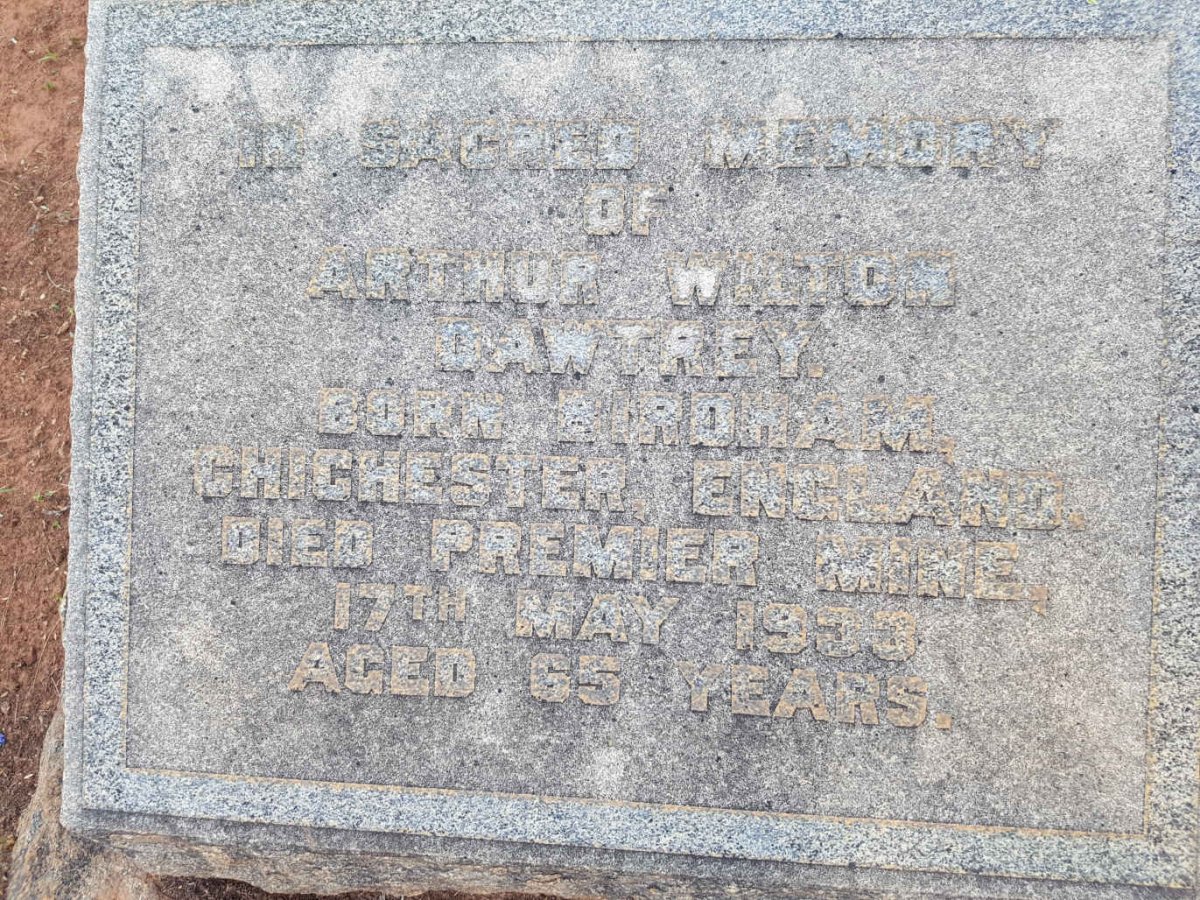 IN SACRED MEMORY
OF
ARTHUR WILTON
DAWTREY.
BORN BIRDHAM,
CHICHESTER, ENGLAND.
DIED PREMIER MINE,
17TH MAY 1933
AGED 65 YEARS.